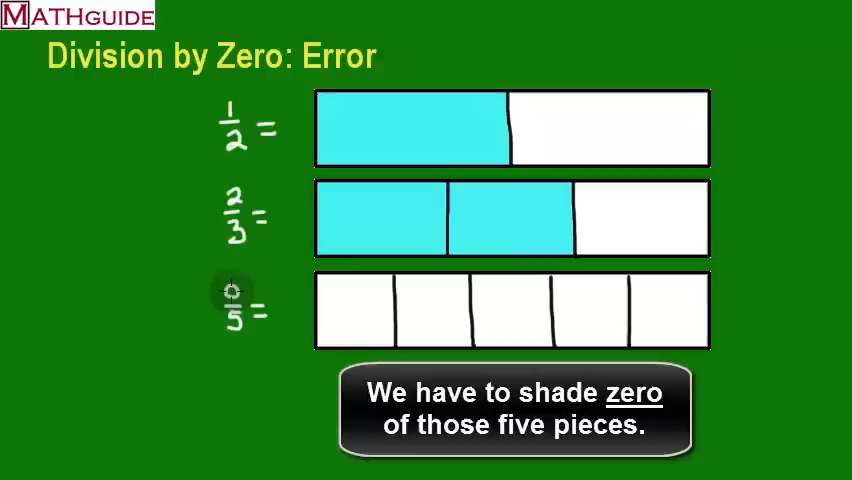 MATHGUIDE
Division by Zero: Error
1/2 =
2/3 =
0/5 =
We have to shade zero
of those five pieces.